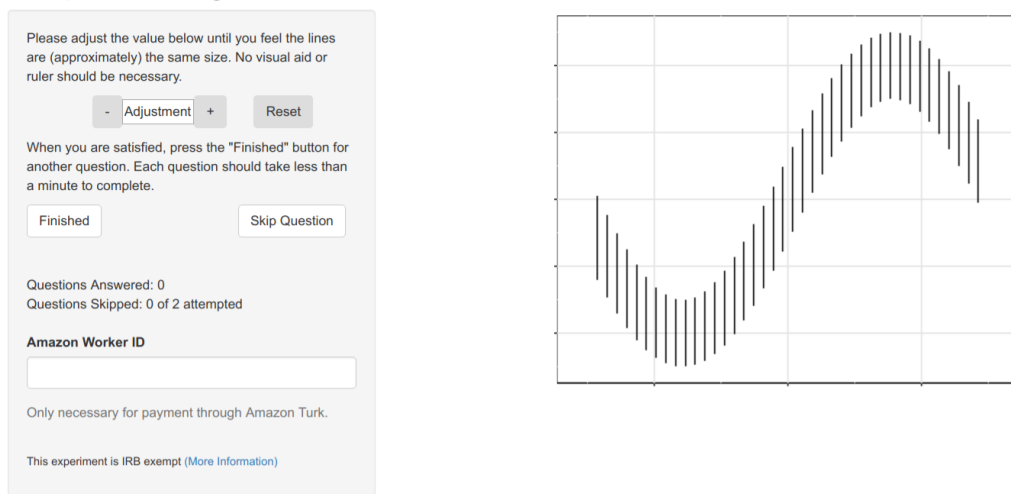 Please adjust the value below until you feel the lines
are (approximately) the same size. No visual aid or
ruler should be necessary.
- Adjustment + Reset
When you are satisfied, press the "Finished" button for
another question. Each question should take less than
a minute to complete.
Finished Skip Question
Questions Answered: 0
Questions Skipped: 0 of 2 attempted
Amazon Worker ID
Only necessary for payment through Amazon Turk.
This experiment is IRB exempt (More Information)